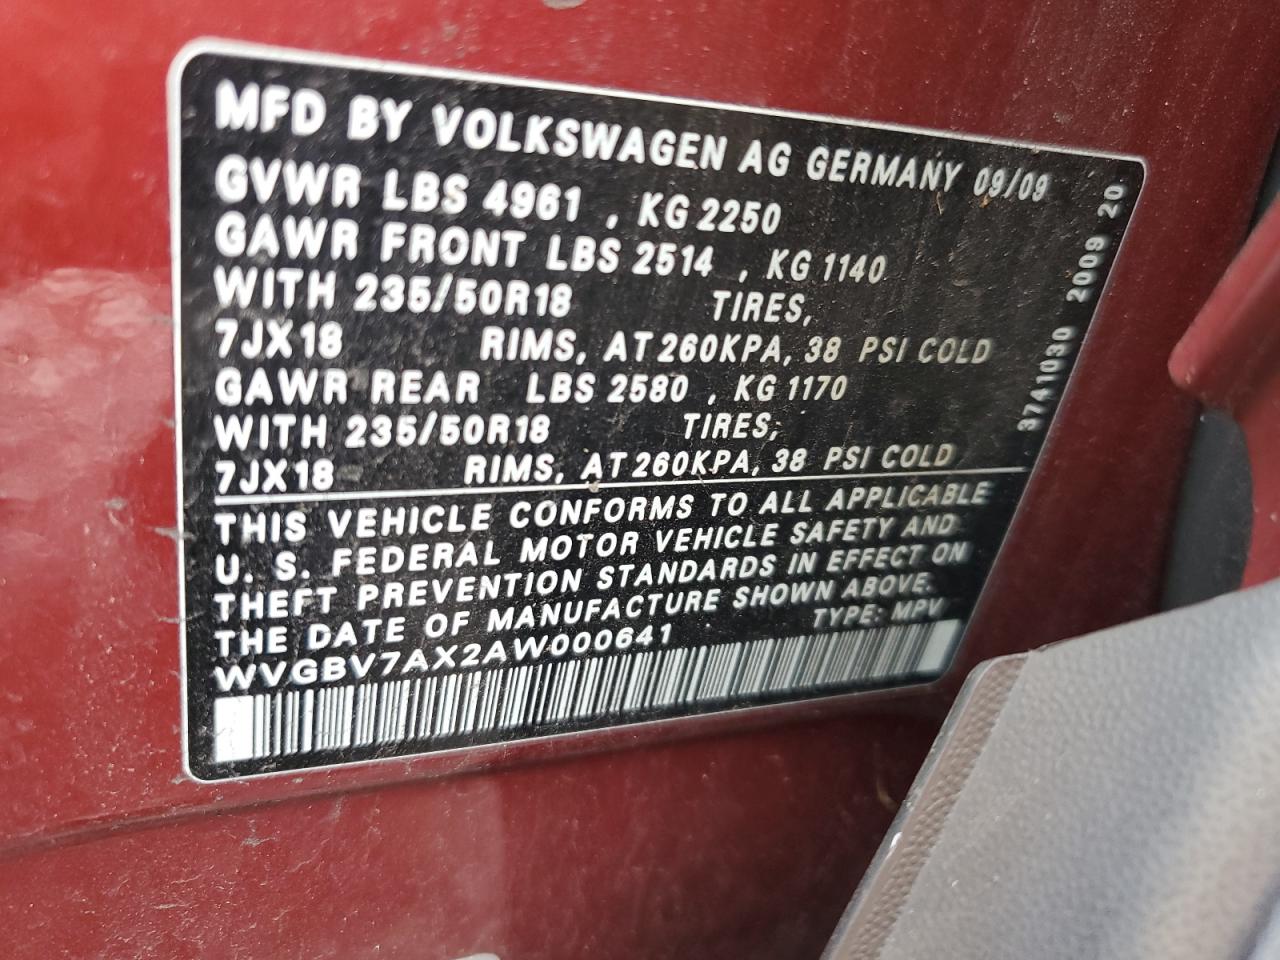 MFD BY VOLKSWAGEN AG GERMANY 09/09
GVWR LBS 4961 , KG 2250
GAWR FRONT LBS 2514 , KG 1140
WITH 235/50R18 TIRES,
7JX18 RIMS, AT 260KPA, 38 PSI COLD
GAWR REAR LBS 2580 , KG 1170
WITH 235/50R18 TIRES,
7JX18 RIMS, AT 260KPA, 38 PSI COLD
THIS VEHICLE CONFORMS TO ALL APPLICABLE
U. S. FEDERAL MOTOR VEHICLE SAFETY AND
THEFT PREVENTION STANDARDS IN EFFECT ON
THE DATE OF MANUFACTURE SHOWN ABOVE.
WVGBV7AX2AW000641 TYPE: MPV
3741030 2009 20